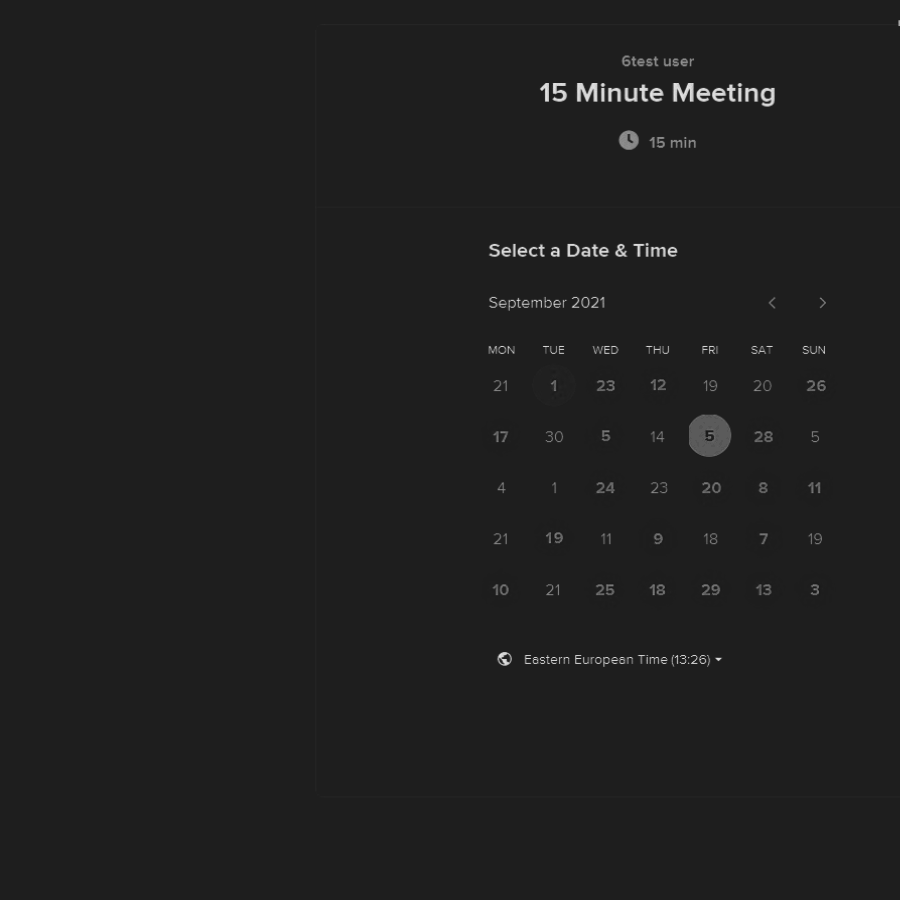 6test user
15 Minute Meeting
15 min
Select a Date & Time
September 2021
MON TUE WED THU FRI SAT SUN
21 1 23 12 19 20 26
17 30 5 14 5 28 5
4 1 24 23 20 8 11
21 19 11 9 18 7 19
10 21 25 18 29 13 3
Eastern European Time (13:26)